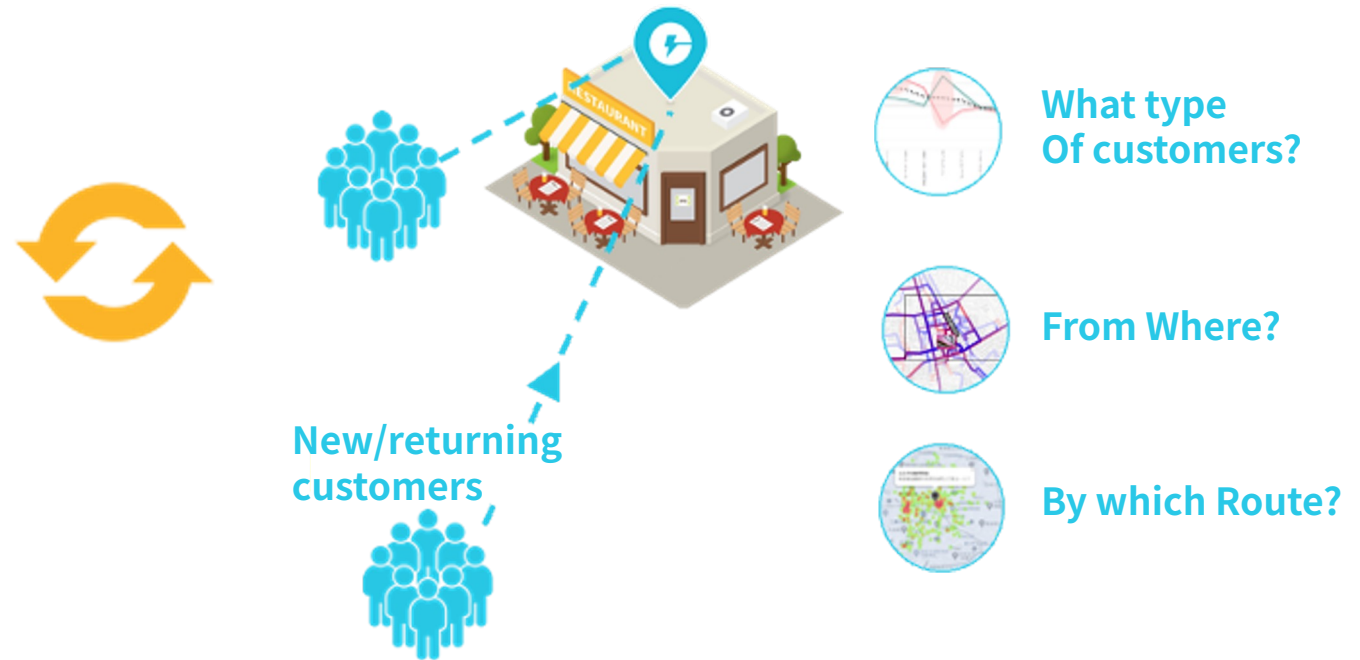 RESTAURANT
What type
Of customers?
From Where?
New/returning
customers
By which Route?